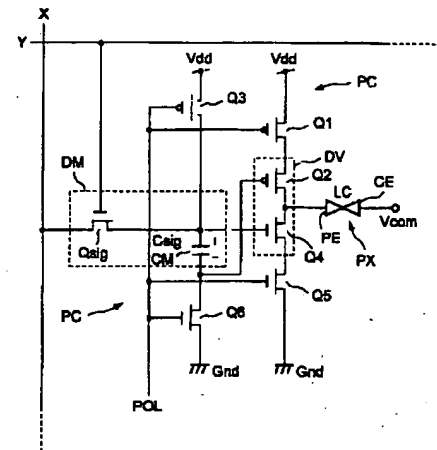 X
Y
Vdd
Vdd
PC
Q3
Q1
DM
DV
Q2
LC
CE
Csig
Vcom
Qsig
CM
Q4
PE
PX
PC
Q6
Q5
Gnd
Gnd
POL